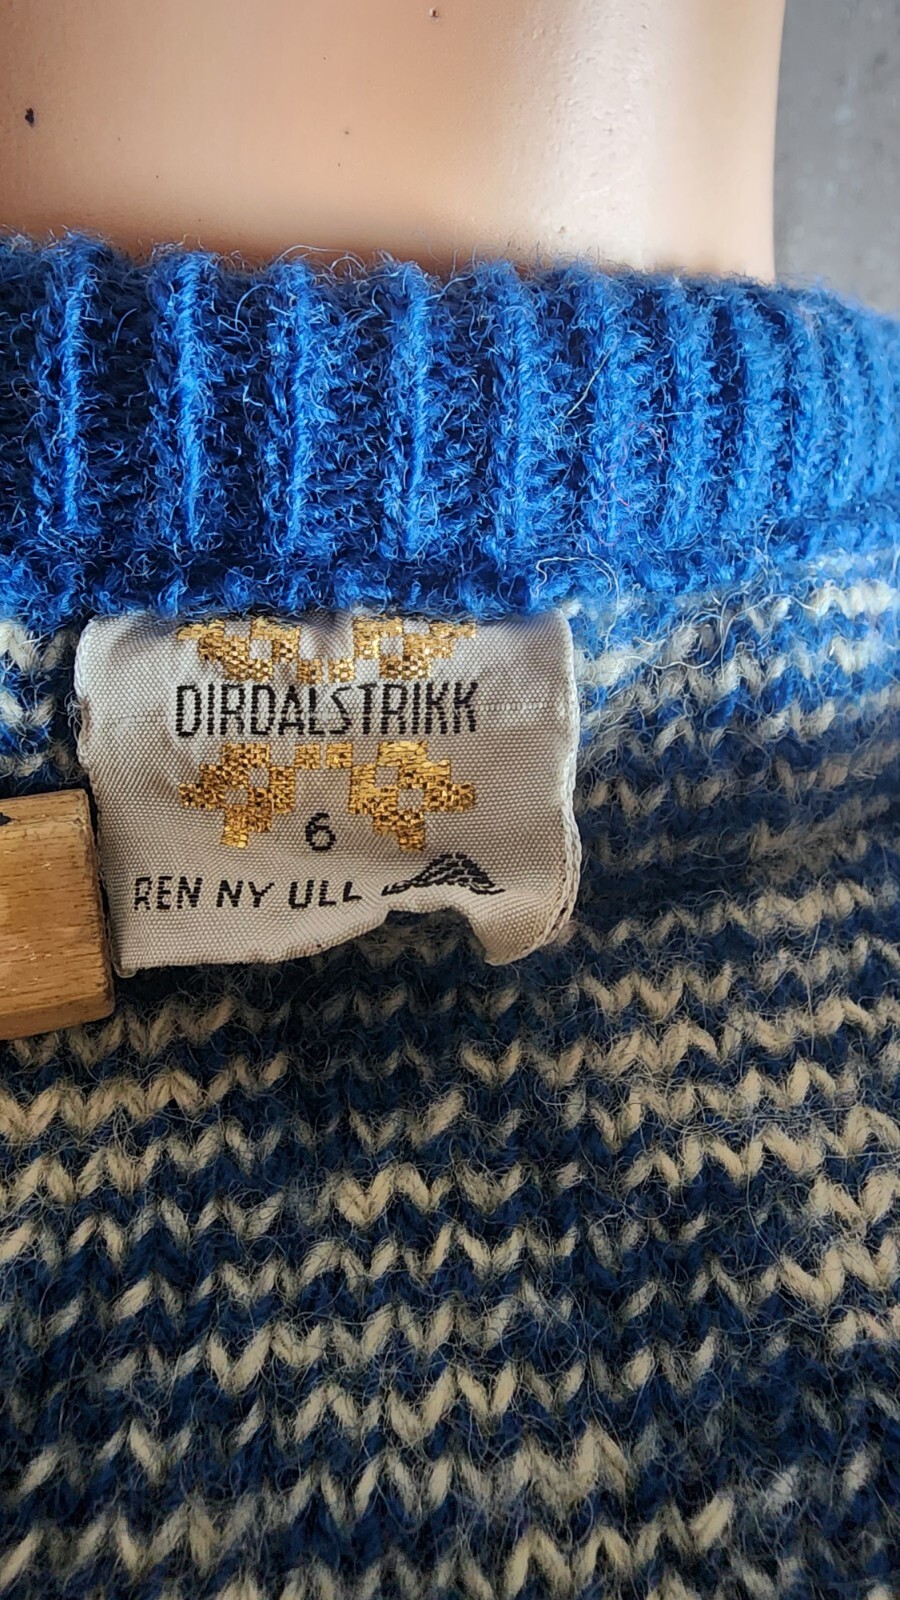 DIRDALSTRIKK
6
REN NY ULL